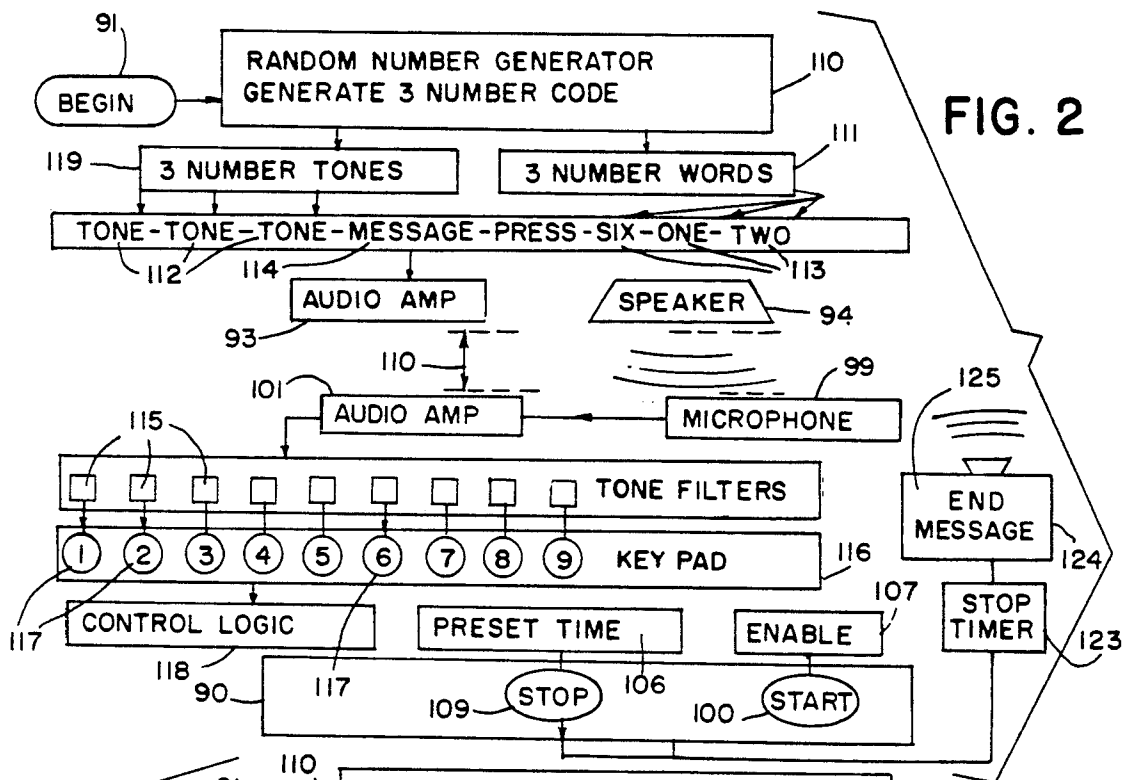 91
BEGIN
RANDOM NUMBER GENERATOR
GENERATE 3 NUMBER CODE
110
FIG. 2
119
3 NUMBER TONES
3 NUMBER WORDS
111
TONE-TONE-TONE-MESSAGE-PRESS-SIX-ONE-TWO
112
114
113
AUDIO AMP
93
SPEAKER
94
110
101
AUDIO AMP
99
MICROPHONE
125
115
TONE FILTERS
END
MESSAGE
124
1 2 3 4 5 6 7 8 9 KEY PAD
116
117
CONTROL LOGIC
118
117
PRESET TIME
106
ENABLE
107
STOP
TIMER
123
90
109
STOP
100
START
110